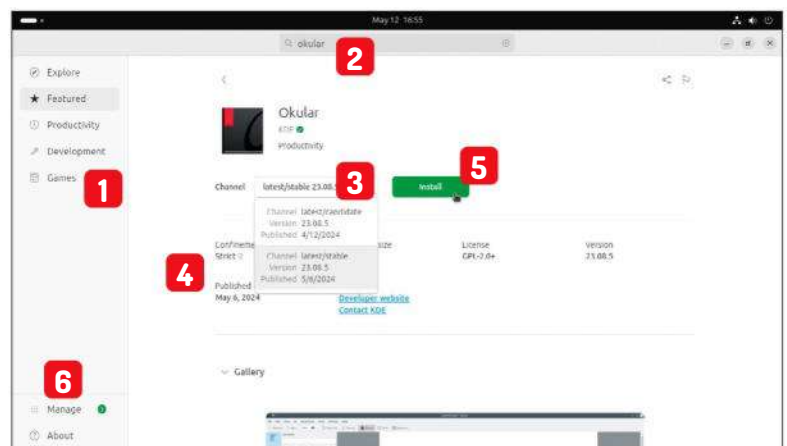 May 12 16:55
okular
2
Explore
Featured
Productivity
Development
Games
1
Okular
KDE
Productivity
Channel latest/stable 23.08.5
3
Install
5
Channel latest/candidate
Version 23.08.5
Published 4/12/2024
Channel latest/stable
Version 23.08.5
Published 5/6/2024
4
Confineme
Strict
size
License
GPL-2.0+
Version
23.08.5
Published
May 6, 2024
Developer website
Contact KDE
Gallery
6
Manage
About